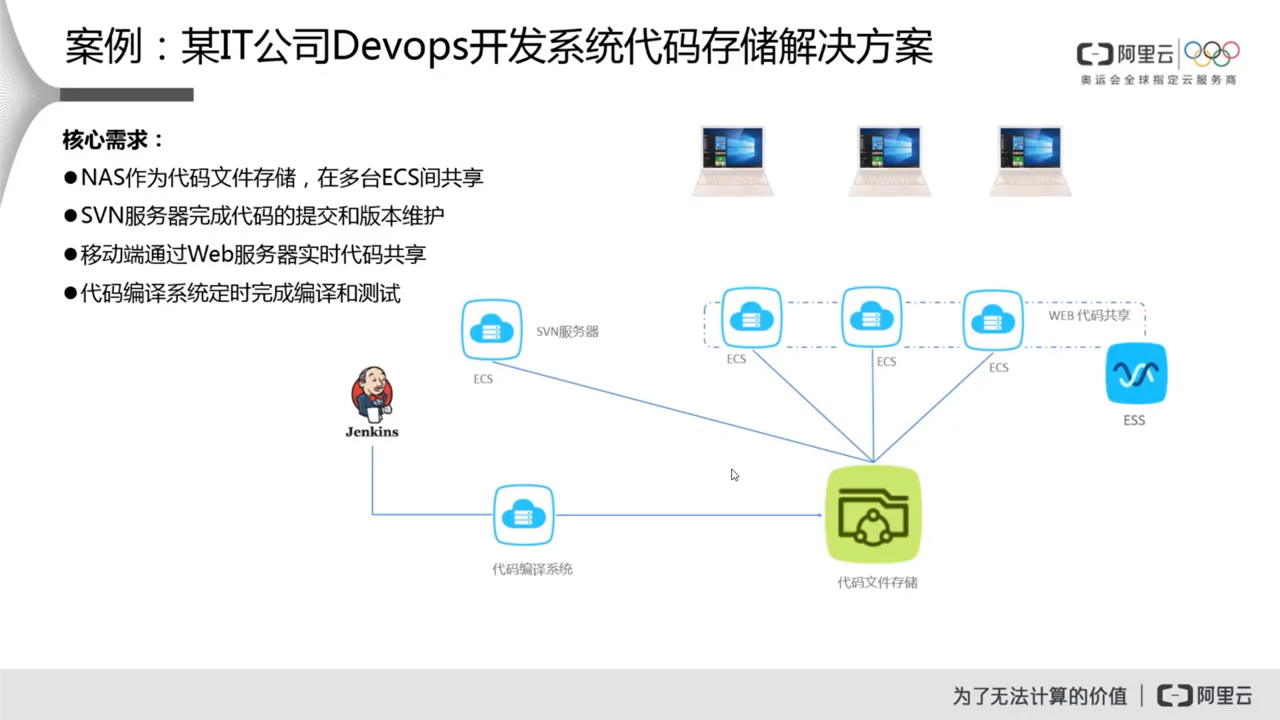 案例：某IT公司Devops开发系统代码存储解决方案
阿里云
奥运会全球指定云服务商
核心需求：
●NAS作为代码文件存储，在多台ECS间共享
●SVN服务器完成代码的提交和版本维护
●移动端通过Web服务器实时代码共享
●代码编译系统定时完成编译和测试
SVN服务器
ECS
WEB 代码共享
ECS
ECS
ECS
ESS
Jenkins
代码编译系统
代码文件存储
为了无法计算的价值
阿里云